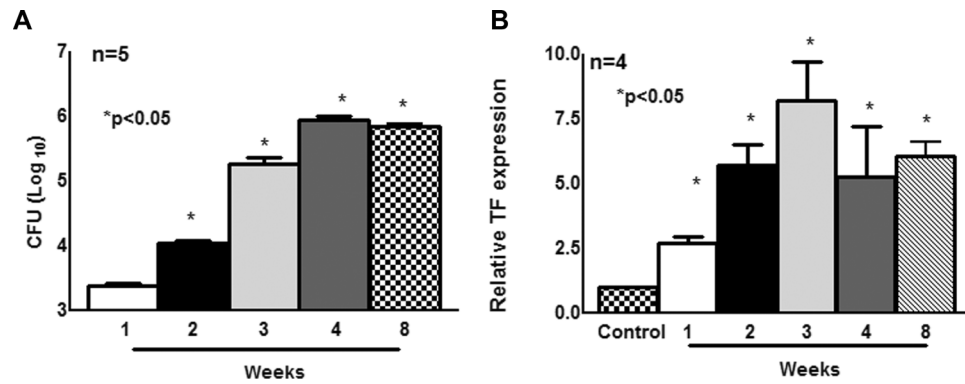 A
n=5
*p<0.05
CFU (Log 10)
7
6
5
4
3
*
*
*
*
1 2 3 4 8
Weeks
B
n=4
*p<0.05
Relative TF expression
10.0
7.5
5.0
2.5
0.0
*
*
*
*
*
Control 1 2 3 4 8
Weeks